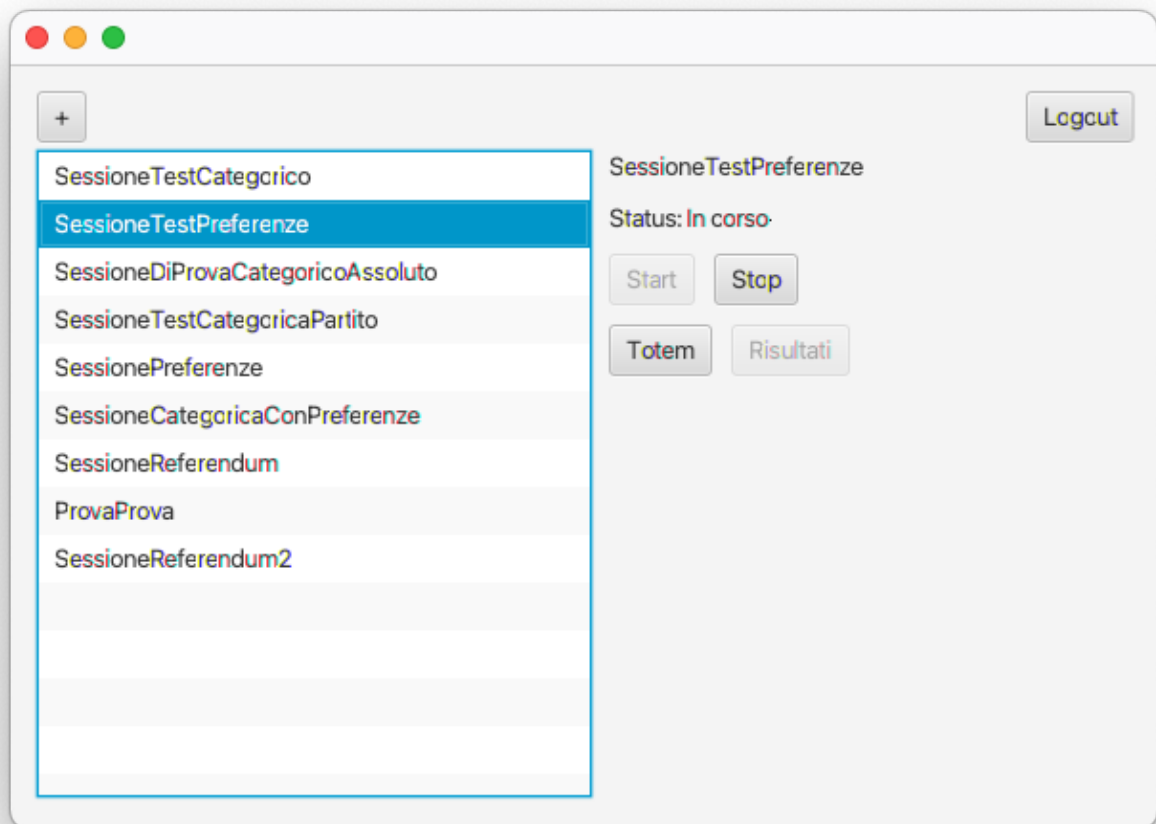 +
Logout
SessioneTestCategorico
SessioneTestPreferenze
SessioneDiProvaCategoricoAssoluto
SessioneTestCategoricaPartito
SessionePreferenze
SessioneCategoricaConPreferenze
SessioneReferendum
ProvaProva
SessioneReferendum2
SessioneTestPreferenze
Status: In corso
Start Stop
Totem Risultati